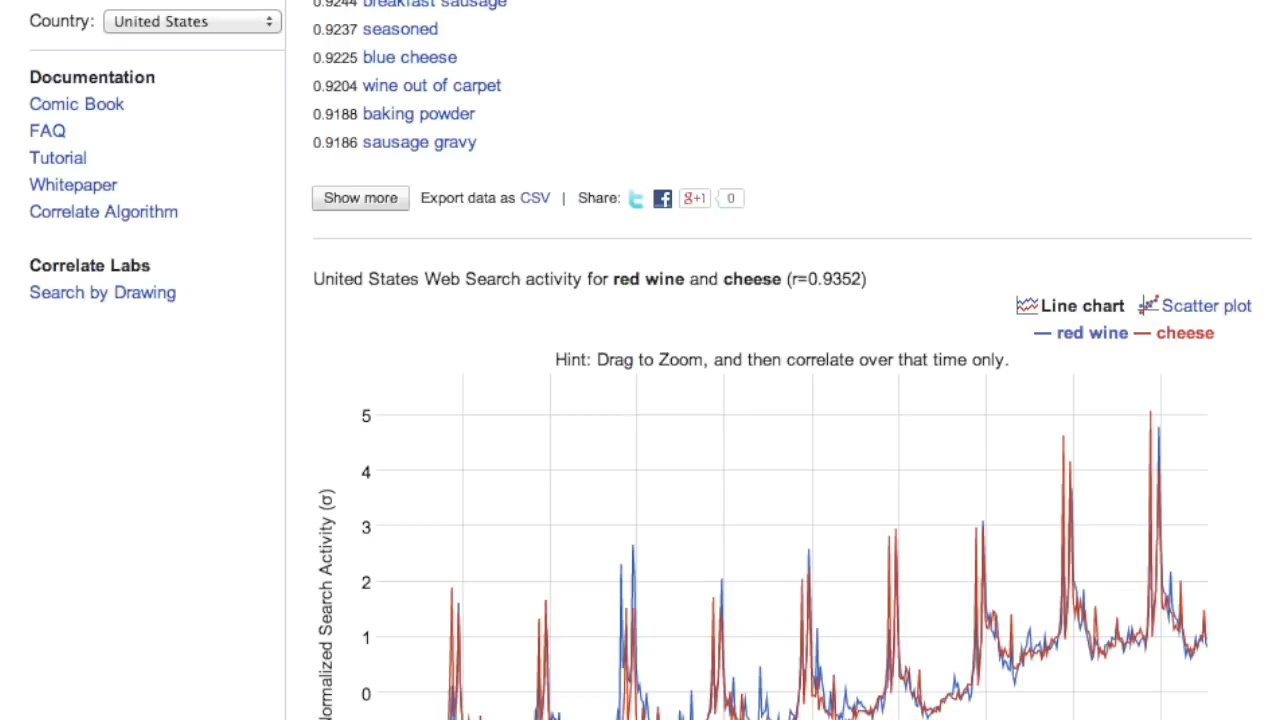 Country: United States
Documentation
Comic Book
FAQ
Tutorial
Whitepaper
Correlate Algorithm
Correlate Labs
Search by Drawing
0.9244 breakfast sausage
0.9237 seasoned
0.9225 blue cheese
0.9204 wine out of carpet
0.9188 baking powder
0.9186 sausage gravy
Show more Export data as CSV | Share: g+1 0
United States Web Search activity for red wine and cheese (r=0.9352)
Line chart Scatter plot
red wine cheese
Hint: Drag to Zoom, and then correlate over that time only.
5
4
3
2
1
0
Normalized Search Activity (σ)